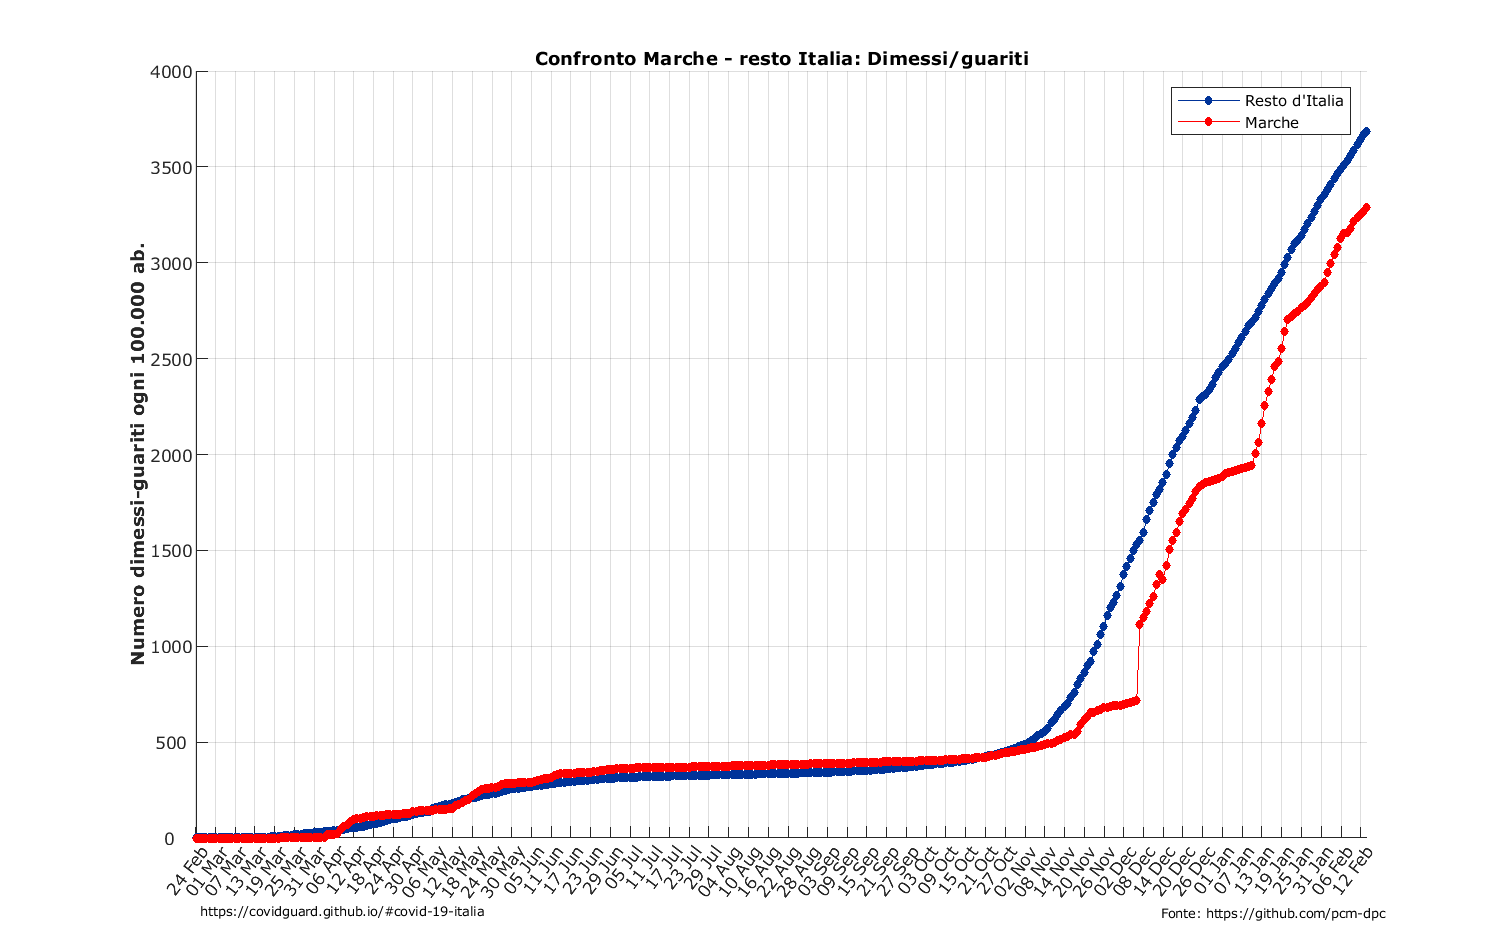 Confronto Marche - resto Italia: Dimessi/guariti
Numero dimessi-guariti ogni 100.000 ab.
4000
3500
3000
2500
2000
1500
1000
500
0
Resto d'Italia
Marche
24 Feb
01 Mar
07 Mar
13 Mar
19 Mar
25 Mar
31 Mar
06 Apr
12 Apr
18 Apr
24 Apr
30 Apr
06 May
12 May
18 May
24 May
30 May
05 Jun
11 Jun
17 Jun
23 Jun
29 Jun
05 Jul
11 Jul
17 Jul
23 Jul
29 Jul
04 Aug
10 Aug
16 Aug
22 Aug
28 Aug
03 Sep
09 Sep
15 Sep
21 Sep
27 Sep
03 Oct
09 Oct
15 Oct
21 Oct
27 Oct
02 Nov
08 Nov
14 Nov
20 Nov
26 Nov
02 Dec
08 Dec
14 Dec
20 Dec
26 Dec
01 Jan
07 Jan
13 Jan
19 Jan
25 Jan
31 Jan
06 Feb
12 Feb
https://covidguard.github.io/#covid-19-italia
Fonte: https://github.com/pcm-dpc